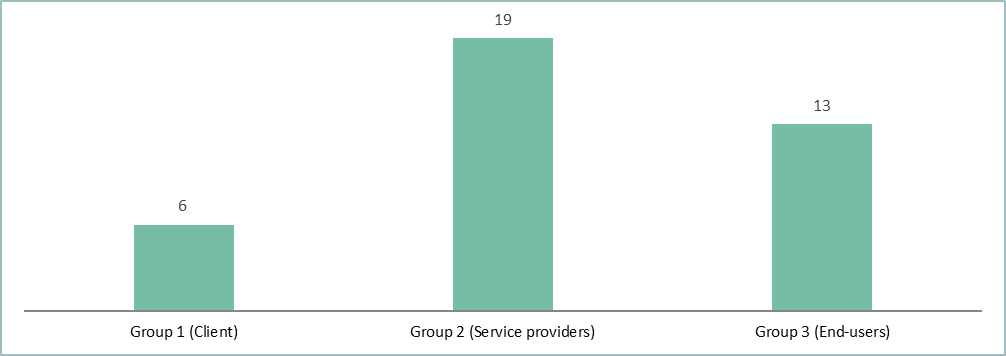 19
13
6
Group 1 (Client)
Group 2 (Service providers)
Group 3 (End-users)